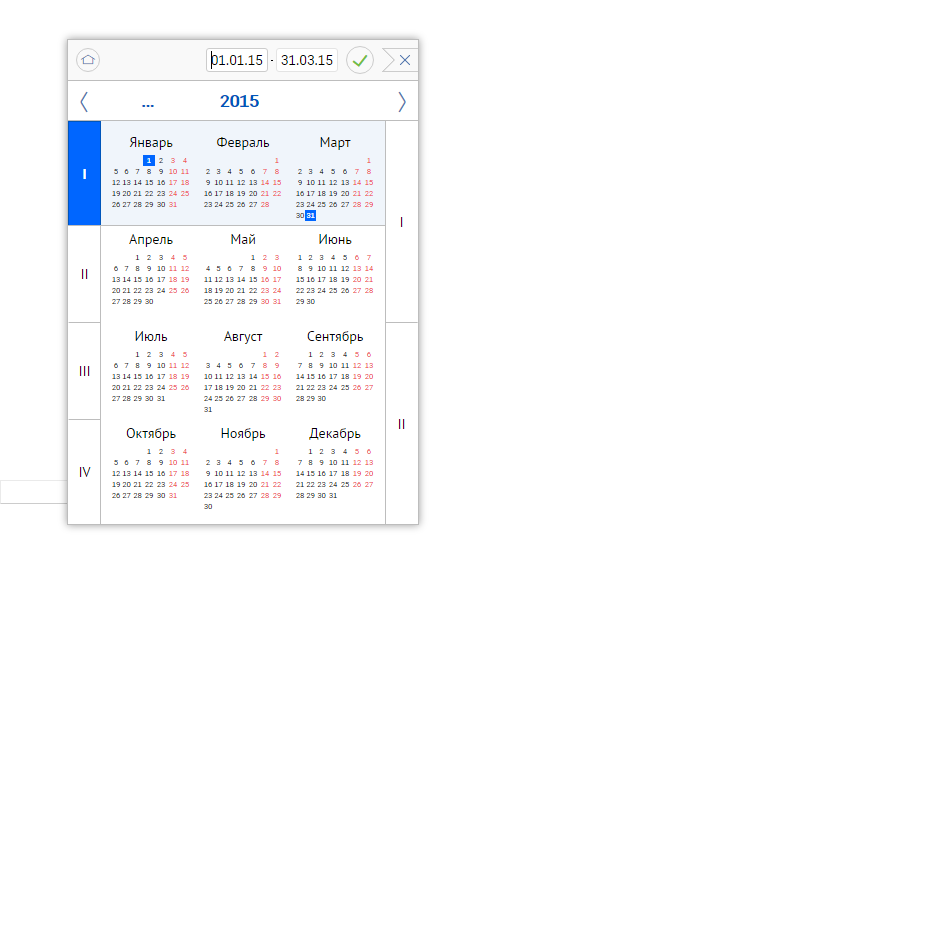 01.01.15 - 31.03.15
... 2015
I
Январь Февраль Март
1 2 3 4 1 1
5 6 7 8 9 10 11 2 3 4 5 6 7 8 2 3 4 5 6 7 8
12 13 14 15 16 17 18 9 10 11 12 13 14 15 9 10 11 12 13 14 15
19 20 21 22 23 24 25 16 17 18 19 20 21 22 16 17 18 19 20 21 22
26 27 28 29 30 31 23 24 25 26 27 28 23 24 25 26 27 28 29
30 31
I
II
Апрель Май Июнь
1 2 3 4 5 1 2 3 1 2 3 4 5 6 7
6 7 8 9 10 11 12 4 5 6 7 8 9 10 8 9 10 11 12 13 14
13 14 15 16 17 18 19 11 12 13 14 15 16 17 15 16 17 18 19 20 21
20 21 22 23 24 25 26 18 19 20 21 22 23 24 22 23 24 25 26 27 28
27 28 29 30 25 26 27 28 29 30 31 29 30
III
Июль Август Сентябрь
1 2 3 4 5 1 2 1 2 3 4 5 6
6 7 8 9 10 11 12 3 4 5 6 7 8 9 7 8 9 10 11 12 13
13 14 15 16 17 18 19 10 11 12 13 14 15 16 14 15 16 17 18 19 20
20 21 22 23 24 25 26 17 18 19 20 21 22 23 21 22 23 24 25 26 27
27 28 29 30 31 24 25 26 27 28 29 30 28 29 30
31
II
IV
Октябрь Ноябрь Декабрь
1 2 3 4 1 1 2 3 4 5 6
5 6 7 8 9 10 11 2 3 4 5 6 7 8 7 8 9 10 11 12 13
12 13 14 15 16 17 18 9 10 11 12 13 14 15 14 15 16 17 18 19 20
19 20 21 22 23 24 25 16 17 18 19 20 21 22 21 22 23 24 25 26 27
26 27 28 29 30 31 23 24 25 26 27 28 29 28 29 30 31
30